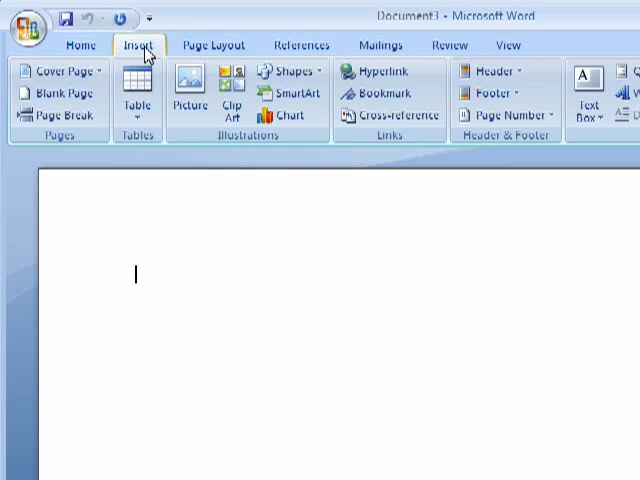 Document3 - Microsoft Word
Home Insert Page Layout References Mailings Review View
Cover Page Table Picture Clip Art Shapes Hyperlink Header A Text Box Q
Blank Page SmartArt Bookmark Footer W
Page Break Chart Cross-reference Page Number D
Pages Tables Illustrations Links Header & Footer